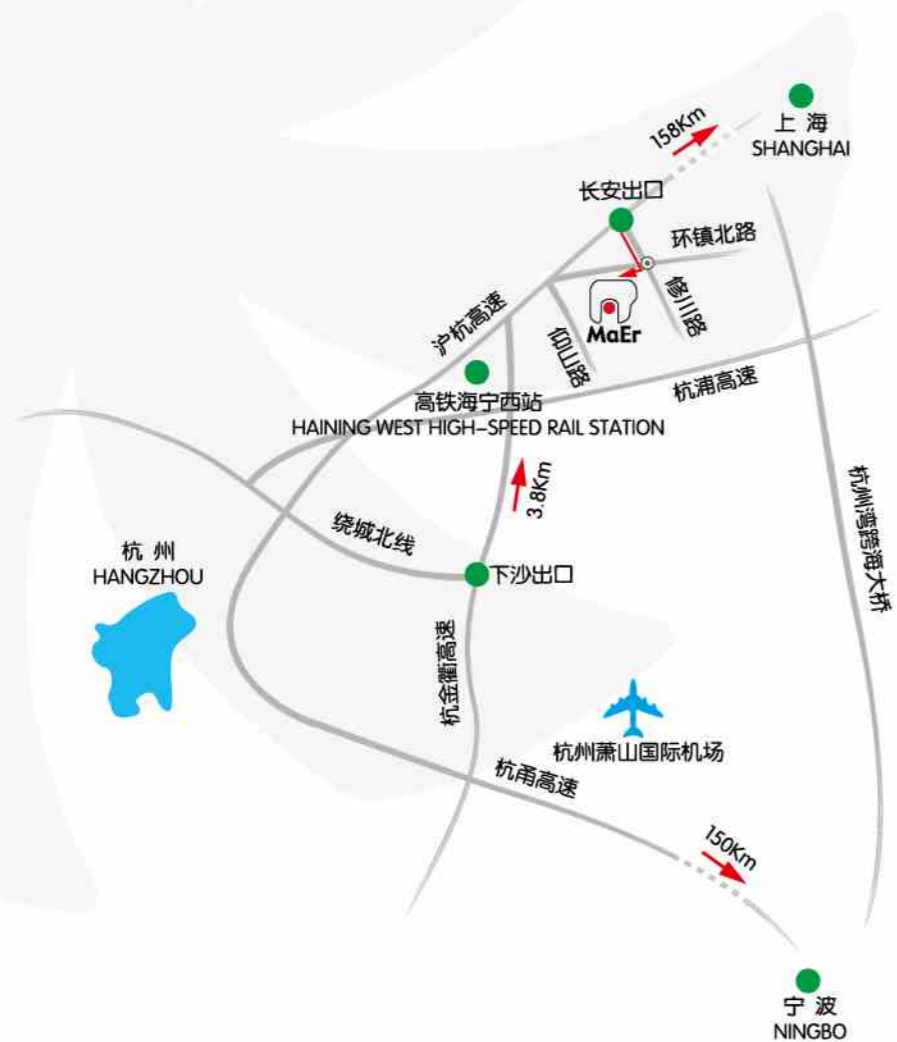 158Km
上 海
SHANGHAI
长安出口
环镇北路
修川路
MaEr
仰山路
沪杭高速
杭浦高速
高铁海宁西站
HAINING WEST HIGH–SPEED RAIL STATION
3.8Km
杭州湾跨海大桥
绕城北线
杭 州
HANGZHOU
下沙出口
杭金衢高速
杭州萧山国际机场
杭甬高速
150Km
宁 波
NINGBO